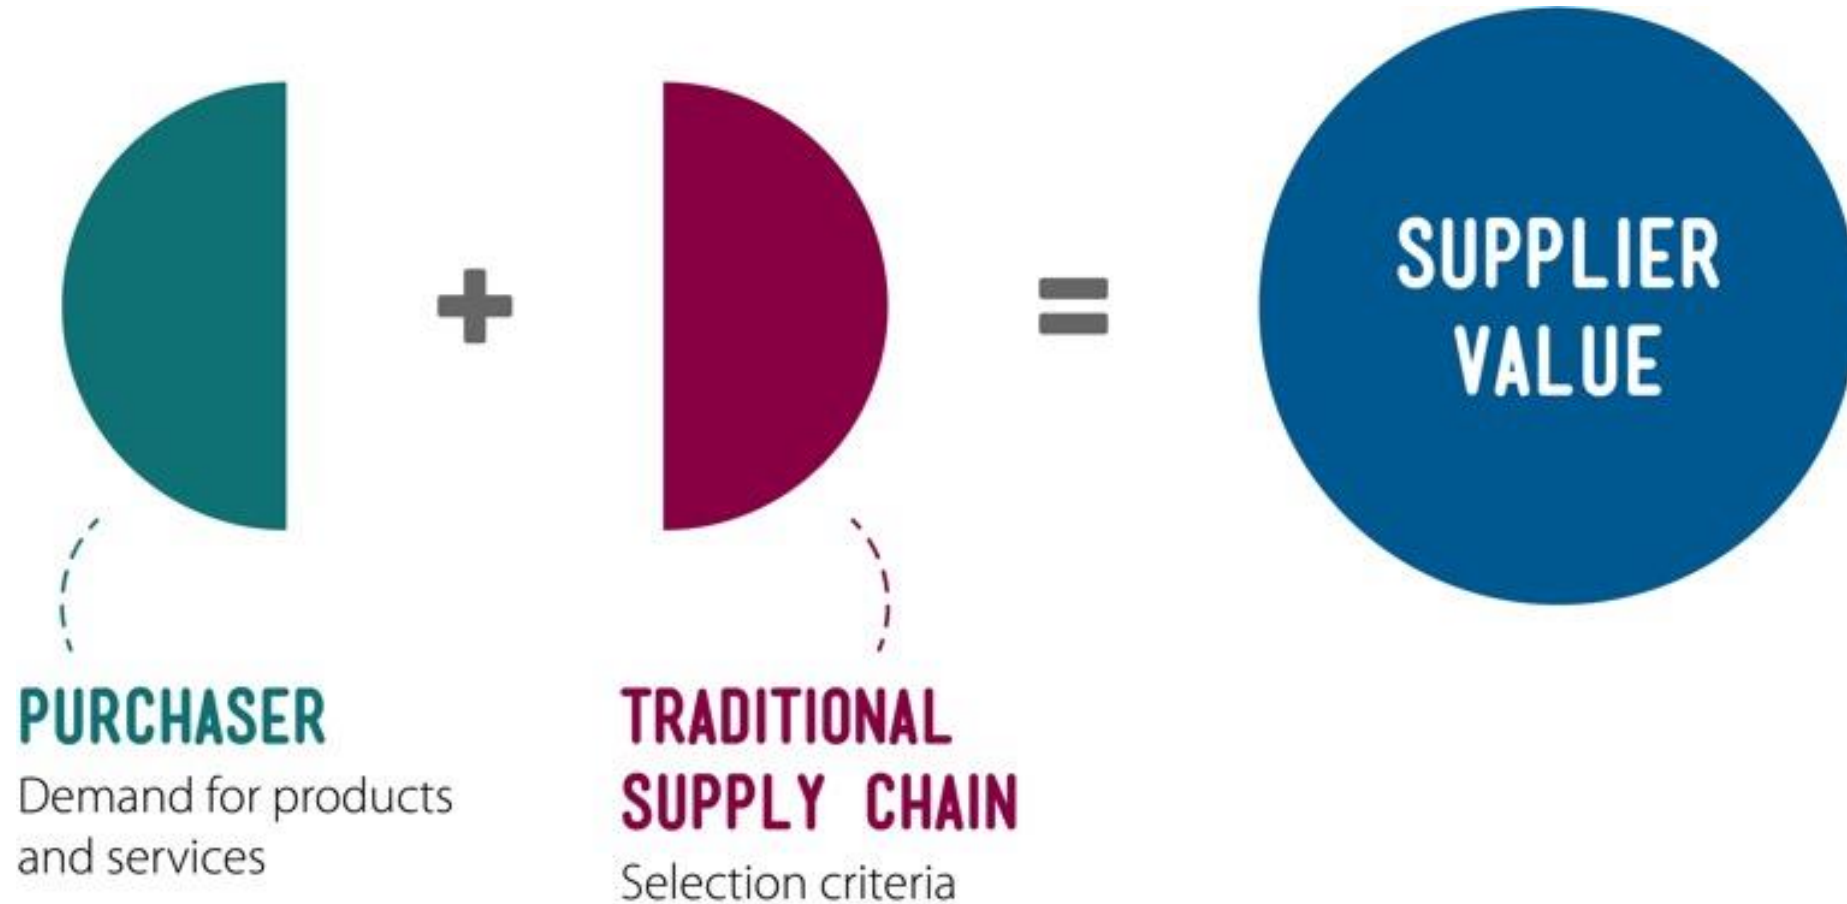 SUPPLIER
VALUE
PURCHASER
Demand for products
and services
TRADITIONAL
SUPPLY CHAIN
Selection criteria